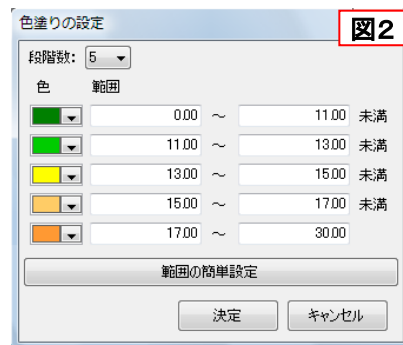 色塗りの設定
図2
段階数: 5
色 範囲
0.00 ～ 11.00 未満
11.00 ～ 13.00 未満
13.00 ～ 15.00 未満
15.00 ～ 17.00 未満
17.00 ～ 30.00
範囲の簡単設定
決定 キャンセル